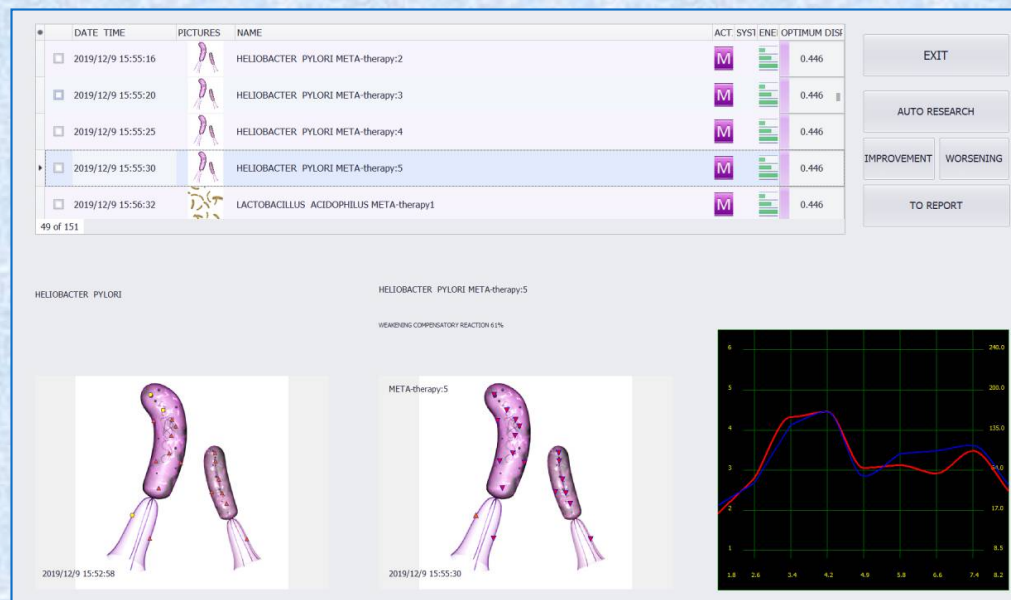 DATE TIME PICTURES NAME ACT SYST ENE OPTIMUM DISF
2019/12/9 15:55:16 HELIOBACTER PYLORI META-therapy:2 M 0.446
2019/12/9 15:55:20 HELIOBACTER PYLORI META-therapy:3 M 0.446
2019/12/9 15:55:25 HELIOBACTER PYLORI META-therapy:4 M 0.446
2019/12/9 15:55:30 HELIOBACTER PYLORI META-therapy:5 M 0.446
2019/12/9 15:56:32 LACTOBACILLUS ACIDOPHILUS META-therapy1 M 0.446
49 of 151
EXIT
AUTO RESEARCH
IMPROVEMENT WORSENING
TO REPORT
HELIOBACTER PYLORI
HELIOBACTER PYLORI META-therapy:5
WEAKENING COMPENSATORY REACTION 61%
2019/12/9 15:52:58
META-therapy:5
2019/12/9 15:55:30
6 240.0
5 200.0
4 135.0
3 64.0
2 17.0
1 8.5
1.8 2.6 3.4 4.2 4.9 5.8 6.6 7.4 8.2